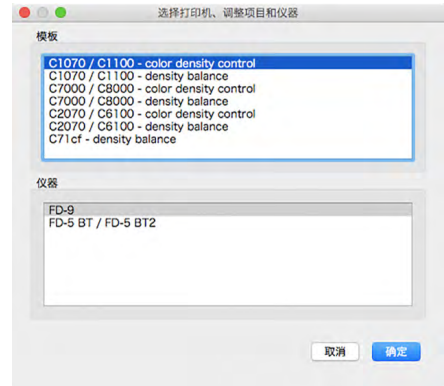 选择打印机、调整项目和仪器
模板
C1070 / C1100 - color density control
C1070 / C1100 - density balance
C7000 / C8000 - color density control
C7000 / C8000 - density balance
C2070 / C6100 - color density control
C2070 / C6100 - density balance
C71cf - density balance
仪器
FD-9
FD-5 BT / FD-5 BT2
取消
确定